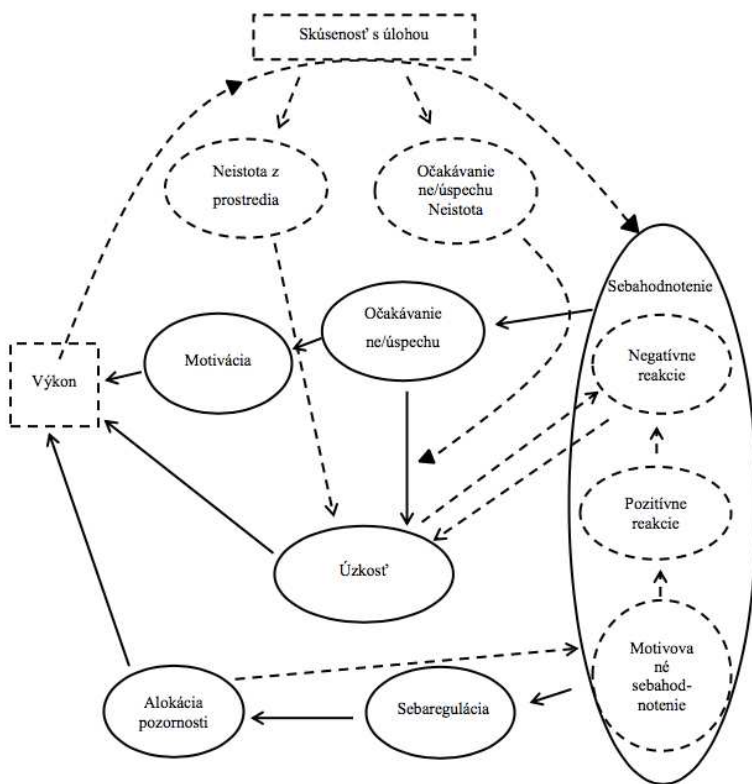 Skúsenosť s úlohou
Neistota z
prostredia
Očakávanie
ne/úspechu
Neistota
Sebahodnotenie
Očakávanie
ne/úspechu
Motivácia
Výkon
Negatívne
reakcie
Pozitívne
reakcie
Úzkosť
Motivova
né
sebahod-
notenie
Alokácia
pozornosti
Sebaregulácia